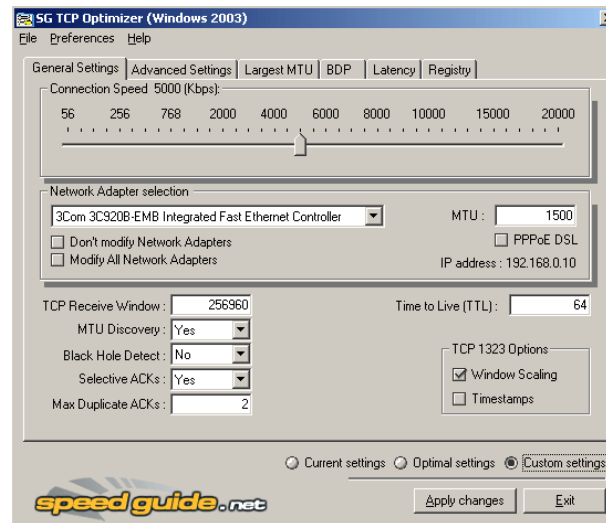 SG TCP Optimizer (Windows 2003)
File Preferences Help
General Settings Advanced Settings Largest MTU BDP Latency Registry
Connection Speed 5000 (Kbps):
56 256 768 2000 4000 6000 8000 10000 15000 20000
Network Adapter selection
3Com 3C920B-EMB Integrated Fast Ethernet Controller
MTU : 1500
Don't modify Network Adapters
PPPoE DSL
Modify All Network Adapters
IP address : 192.168.0.10
TCP Receive Window : 256960
Time to Live (TTL) : 64
MTU Discovery : Yes
Black Hole Detect : No
TCP 1323 Options
Selective ACKs : Yes
Window Scaling
Max Duplicate ACKs : 2
Timestamps
Current settings Optimal settings Custom settings
speedguide.net
Apply changes Exit